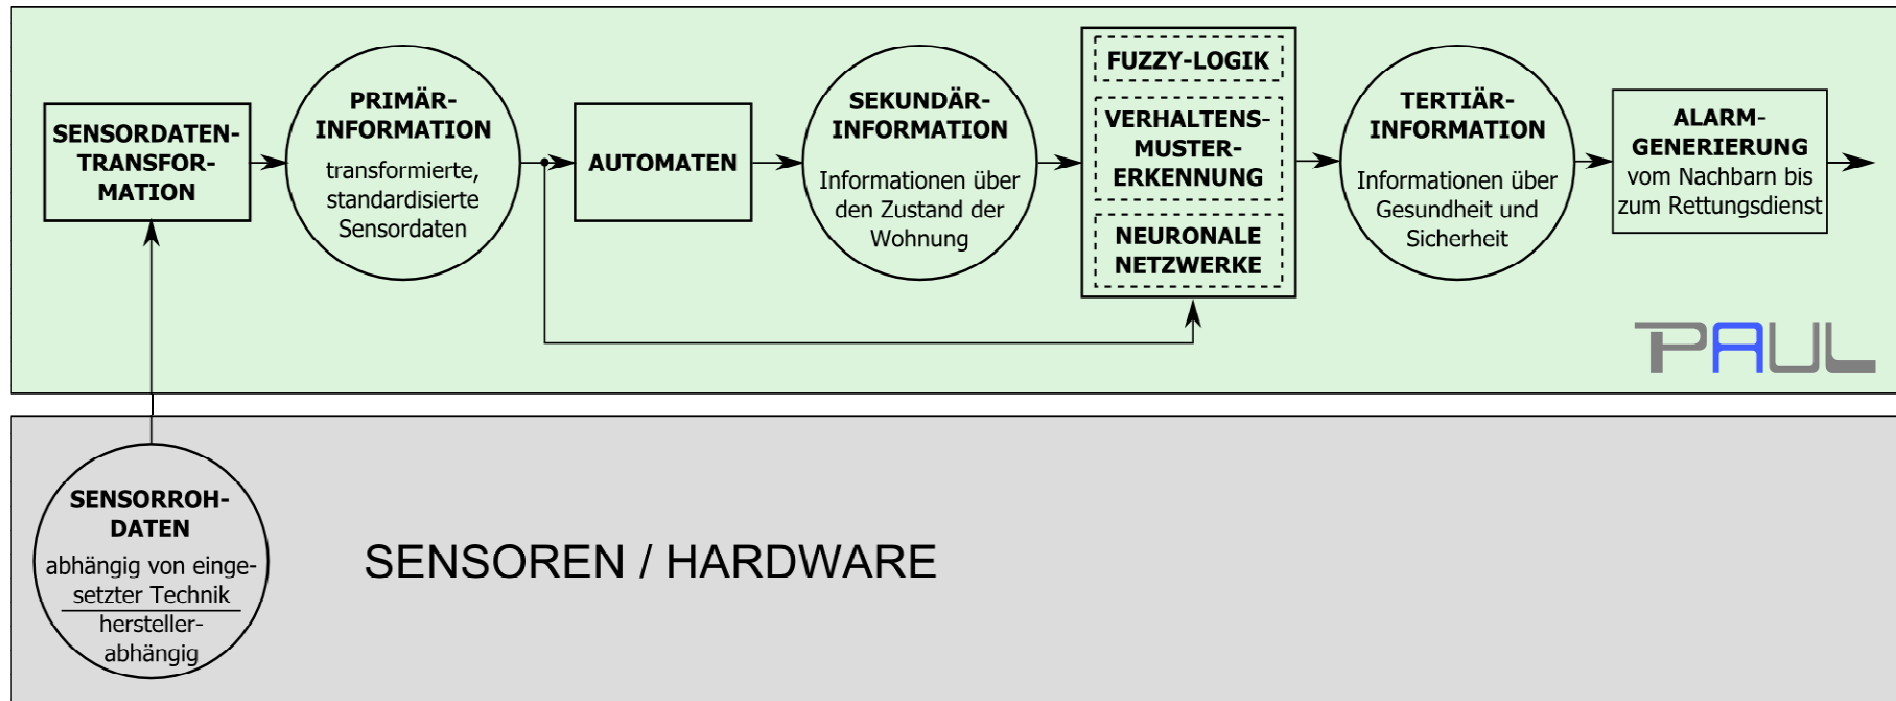 SENSORDATEN-
TRANSFOR-
MATION
PRIMÄR-
INFORMATION
transformierte,
standardisierte
Sensordaten
AUTOMATEN
SEKUNDÄR-
INFORMATION
Informationen über
den Zustand der
Wohnung
FUZZY-LOGIK
VERHALTENS-
MUSTER-
ERKENNUNG
NEURONALE
NETZWERKE
TERTIÄR-
INFORMATION
Informationen über
Gesundheit und
Sicherheit
ALARM-
GENERIERUNG
vom Nachbarn bis
zum Rettungsdienst
PAUL
SENSORROH-
DATEN
abhängig von einge-
setzter Technik
hersteller-
abhängig
SENSOREN / HARDWARE